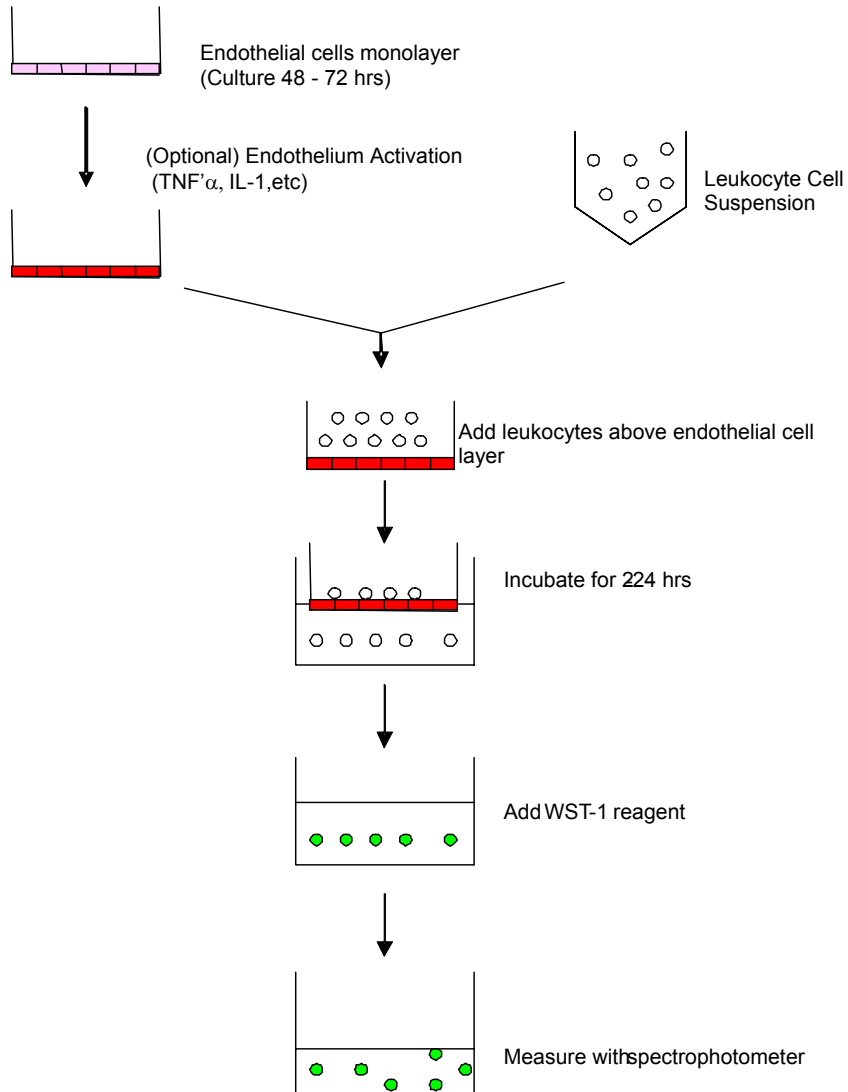 Endothelial cells monolayer
(Culture 48 - 72 hrs)
(Optional) Endothelium Activation
(TNF'α, IL-1,etc)
Leukocyte Cell
Suspension
Add leukocytes above endothelial cell
layer
Incubate for 224 hrs
Add WST-1 reagent
Measure withspectrophotometer